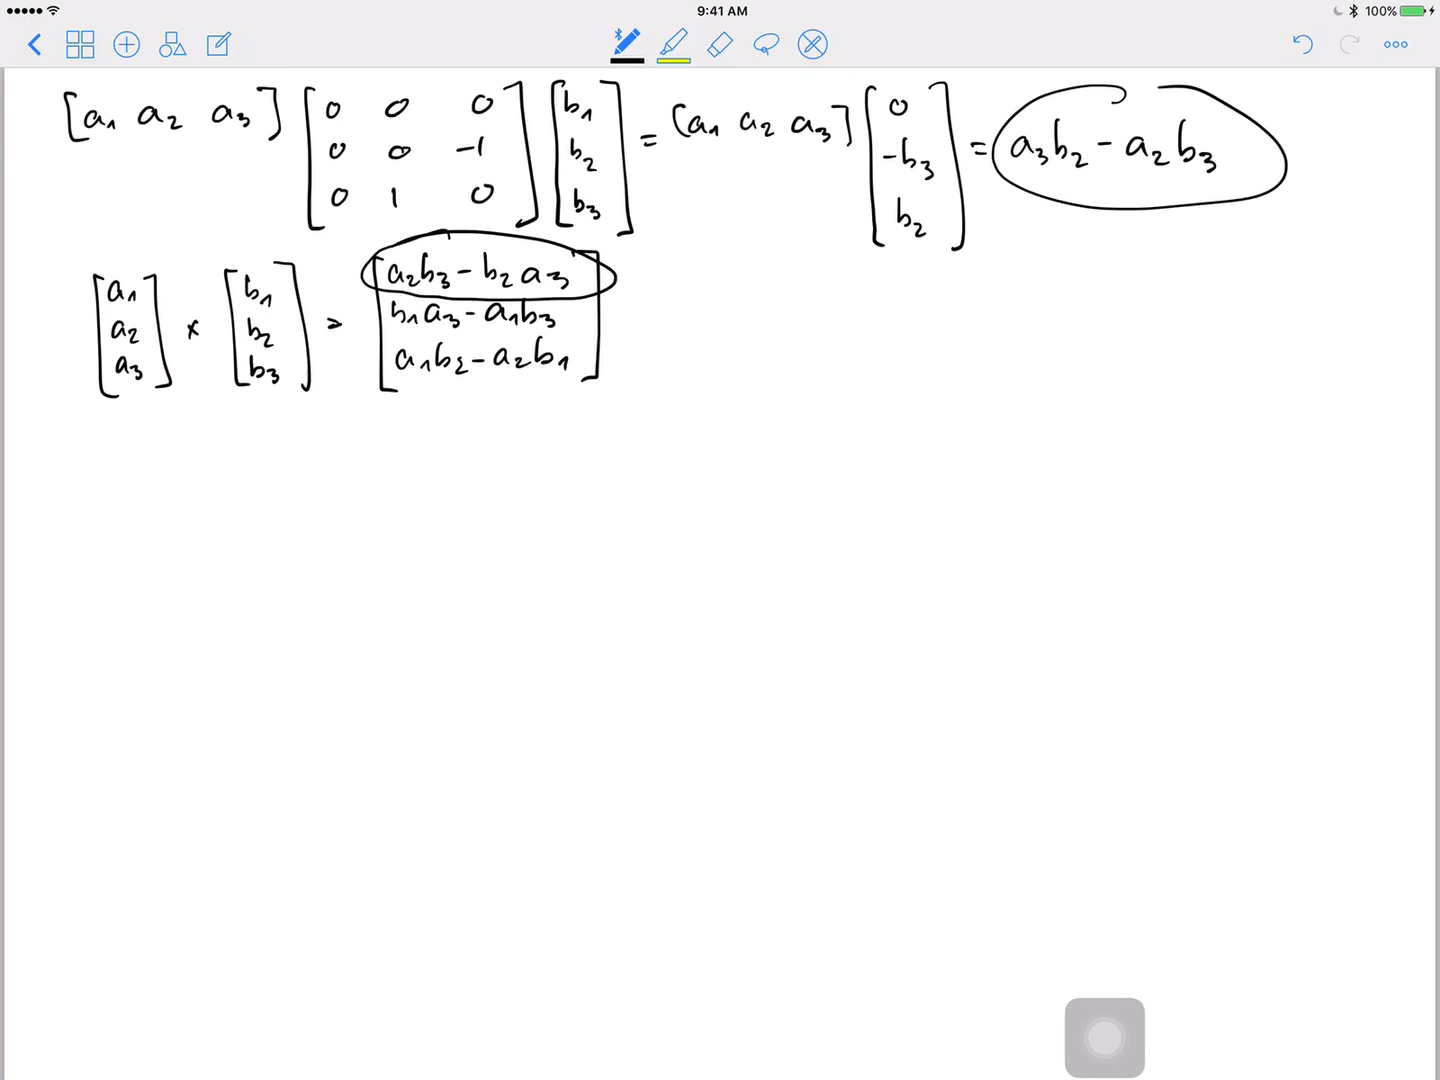 9:41 AM 100%
[a₁ a₂ a₃] [0 0 0; 0 0 -1; 0 1 0] [b₁; b₂; b₃] = [a₁ a₂ a₃] [0; -b₃; b₂] = a₃b₂ - a₂b₃
[a₁; a₂; a₃] × [b₁; b₂; b₃] = [a₂b₃ - b₂a₃; b₁a₃ - a₁b₃; a₁b₂ - a₂b₁]